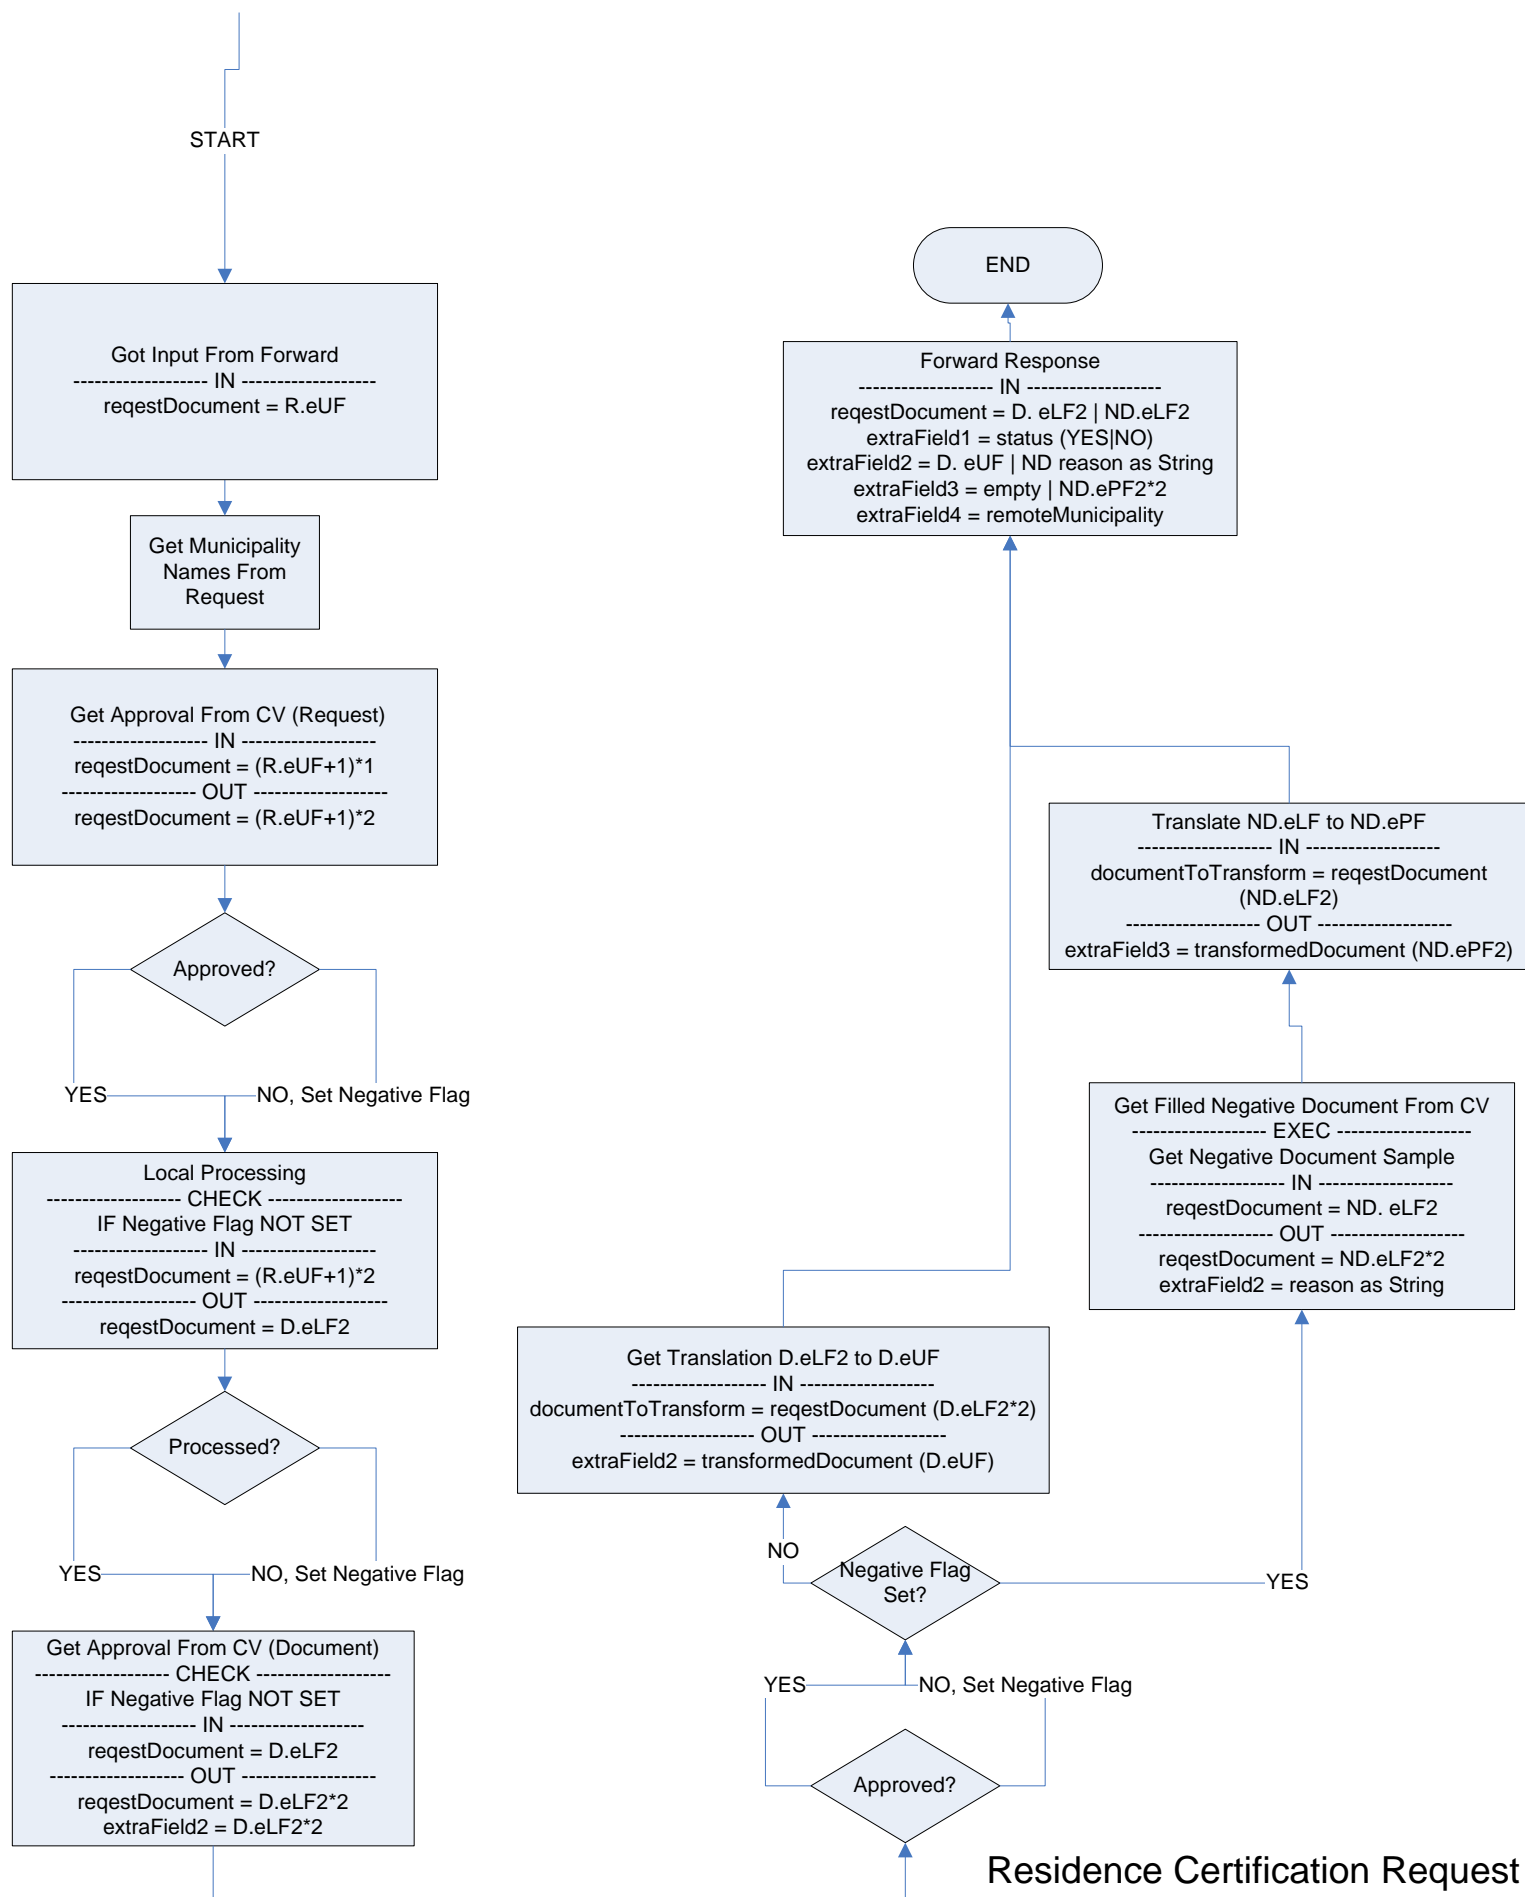 START
Got Input From Forward
------------------- IN -------------------
reqestDocument = R.eUF
Get Municipality
Names From
Request
Get Approval From CV (Request)
------------------- IN -------------------
reqestDocument = (R.eUF+1)*1
------------------- OUT -------------------
reqestDocument = (R.eUF+1)*2
Approved?
YES
NO, Set Negative Flag
Local Processing
------------------- CHECK -------------------
IF Negative Flag NOT SET
------------------- IN -------------------
reqestDocument = (R.eUF+1)*2
------------------- OUT -------------------
reqestDocument = D.eLF2
Processed?
YES
NO, Set Negative Flag
Get Approval From CV (Document)
------------------- CHECK -------------------
IF Negative Flag NOT SET
------------------- IN -------------------
reqestDocument = D.eLF2
------------------- OUT -------------------
reqestDocument = D.eLF2*2
extraField2 = D.eLF2*2
END
Forward Response
------------------- IN -------------------
reqestDocument = D. eLF2 | ND.eLF2
extraField1 = status (YES|NO)
extraField2 = D. eUF | ND reason as String
extraField3 = empty | ND.ePF2*2
extraField4 = remoteMunicipality
Translate ND.eLF to ND.ePF
------------------- IN -------------------
documentToTransform = reqestDocument
(ND.eLF2)
------------------- OUT -------------------
extraField3 = transformedDocument (ND.ePF2)
Get Filled Negative Document From CV
------------------- EXEC -------------------
Get Negative Document Sample
------------------- IN -------------------
reqestDocument = ND. eLF2
------------------- OUT -------------------
reqestDocument = ND.eLF2*2
extraField2 = reason as String
Get Translation D.eLF2 to D.eUF
------------------- IN -------------------
documentToTransform = reqestDocument (D.eLF2*2)
------------------- OUT -------------------
extraField2 = transformedDocument (D.eUF)
NO
Negative Flag
Set?
YES
YES
NO, Set Negative Flag
Approved?
Residence Certification Request